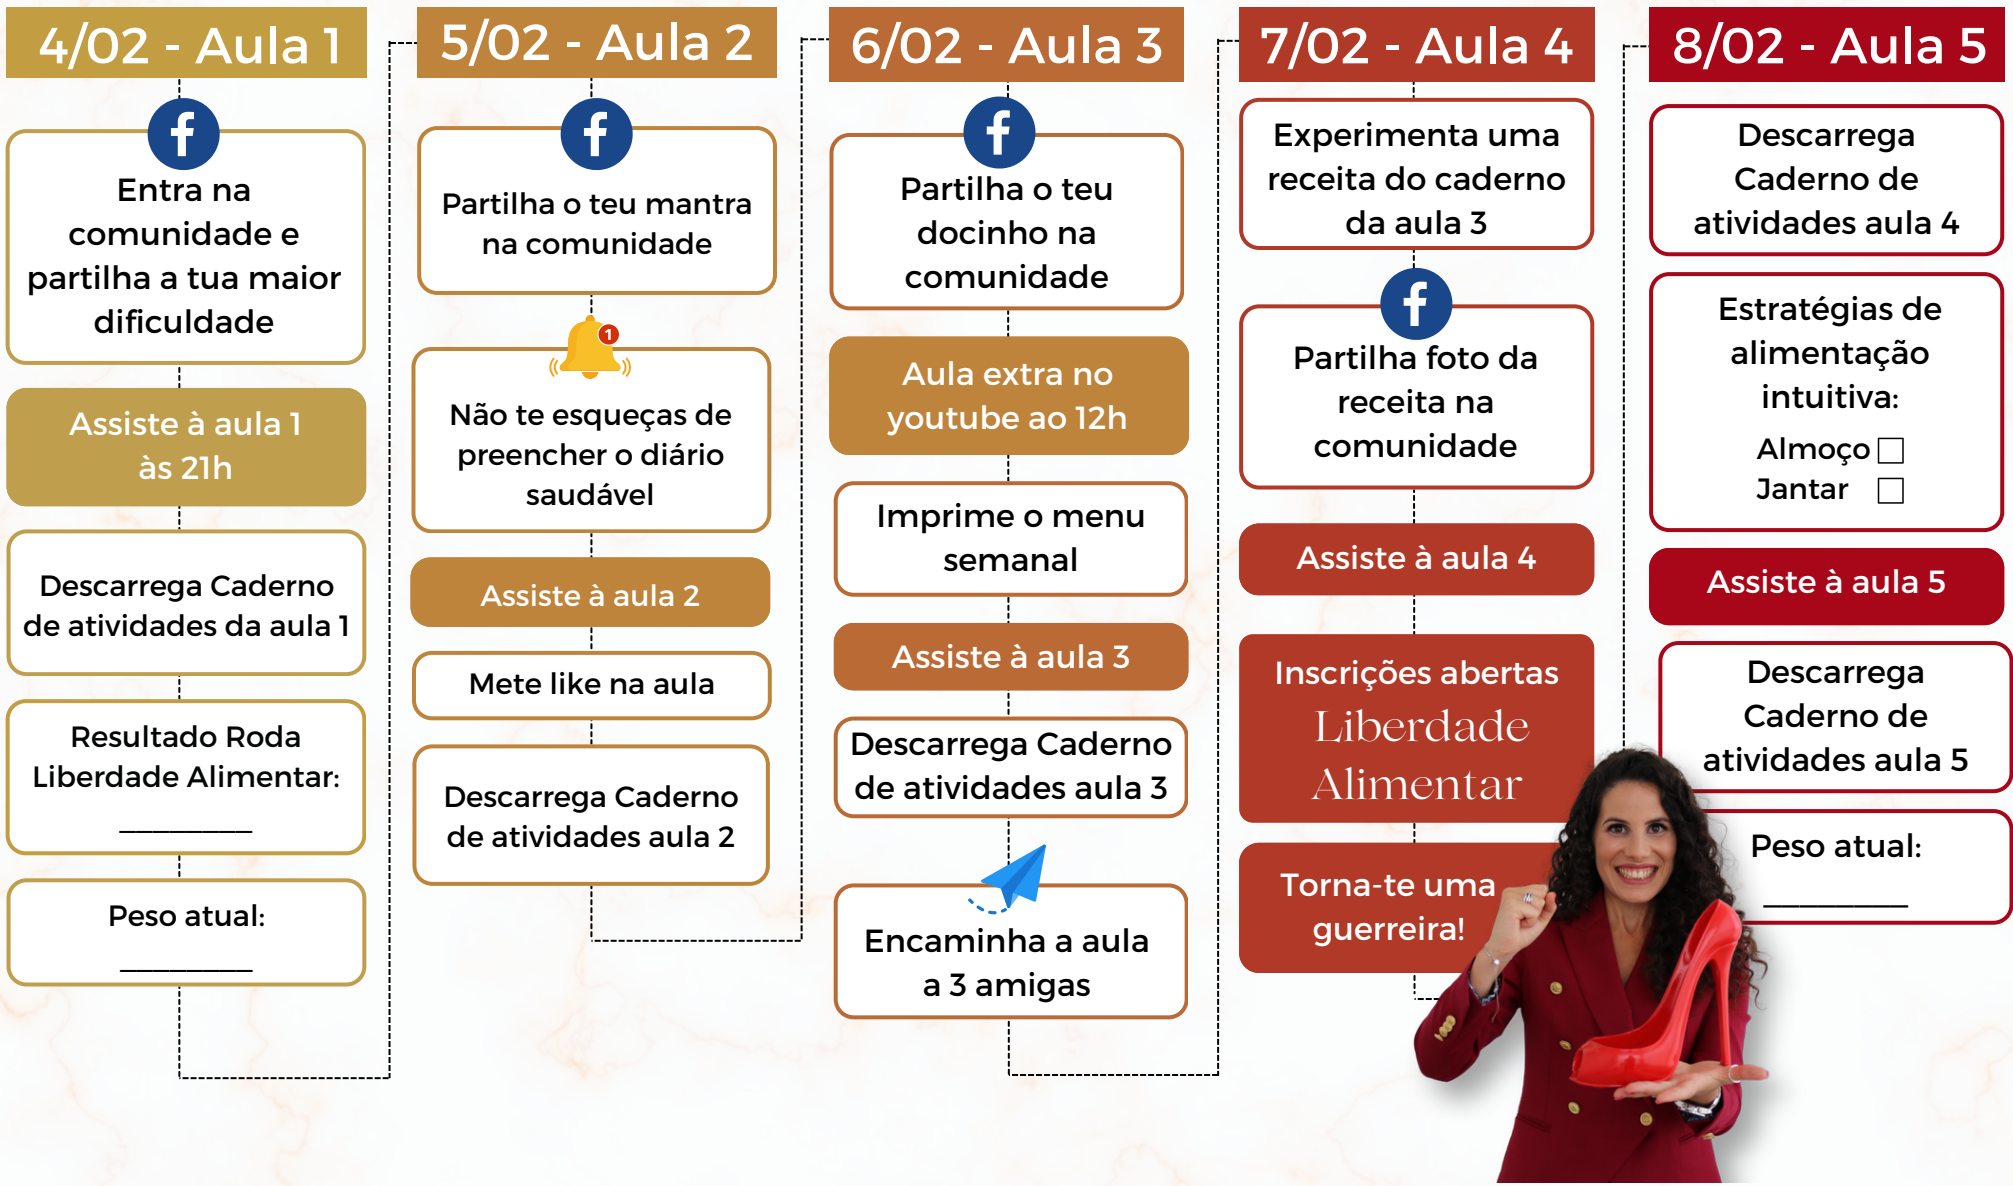 4/02 - Aula 1
Entra na
comunidade e
partilha a tua maior
dificuldade
Assiste à aula 1
às 21h
Descarrega Caderno
de atividades da aula 1
Resultado Roda
Liberdade Alimentar:
________
Peso atual:
________
5/02 - Aula 2
Partilha o teu mantra
na comunidade
1
Não te esqueças de
preencher o diário
saudável
Assiste à aula 2
Mete like na aula
Descarrega Caderno
de atividades aula 2
6/02 - Aula 3
Partilha o teu
docinho na
comunidade
Aula extra no
youtube ao 12h
Imprime o menu
semanal
Assiste à aula 3
Descarrega Caderno
de atividades aula 3
Encaminha a aula
a 3 amigas
7/02 - Aula 4
Experimenta uma
receita do caderno
da aula 3
Partilha foto da
receita na
comunidade
Assiste à aula 4
Inscrições abertas
Liberdade
Alimentar
Torna-te uma
guerreira!
8/02 - Aula 5
Descarrega
Caderno de
atividades aula 4
Estratégias de
alimentação
intuitiva:
Almoço
Jantar
Assiste à aula 5
Descarrega
Caderno de
atividades aula 5
Peso atual:
________